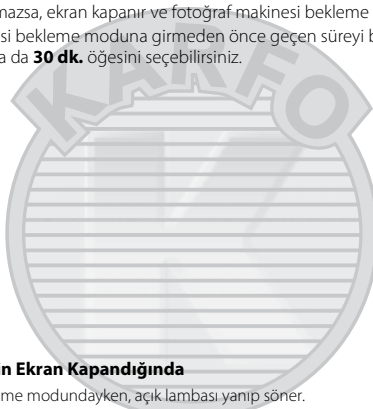 mazsa, ekran kapanır ve fotoğraf makinesi bekleme
si bekleme moduna girmeden önce geçen süreyi b
a da 30 dk. öğesini seçebilirsiniz.
KARFO
in Ekran Kapandığında
me modundayken, açık lambası yanıp söner.